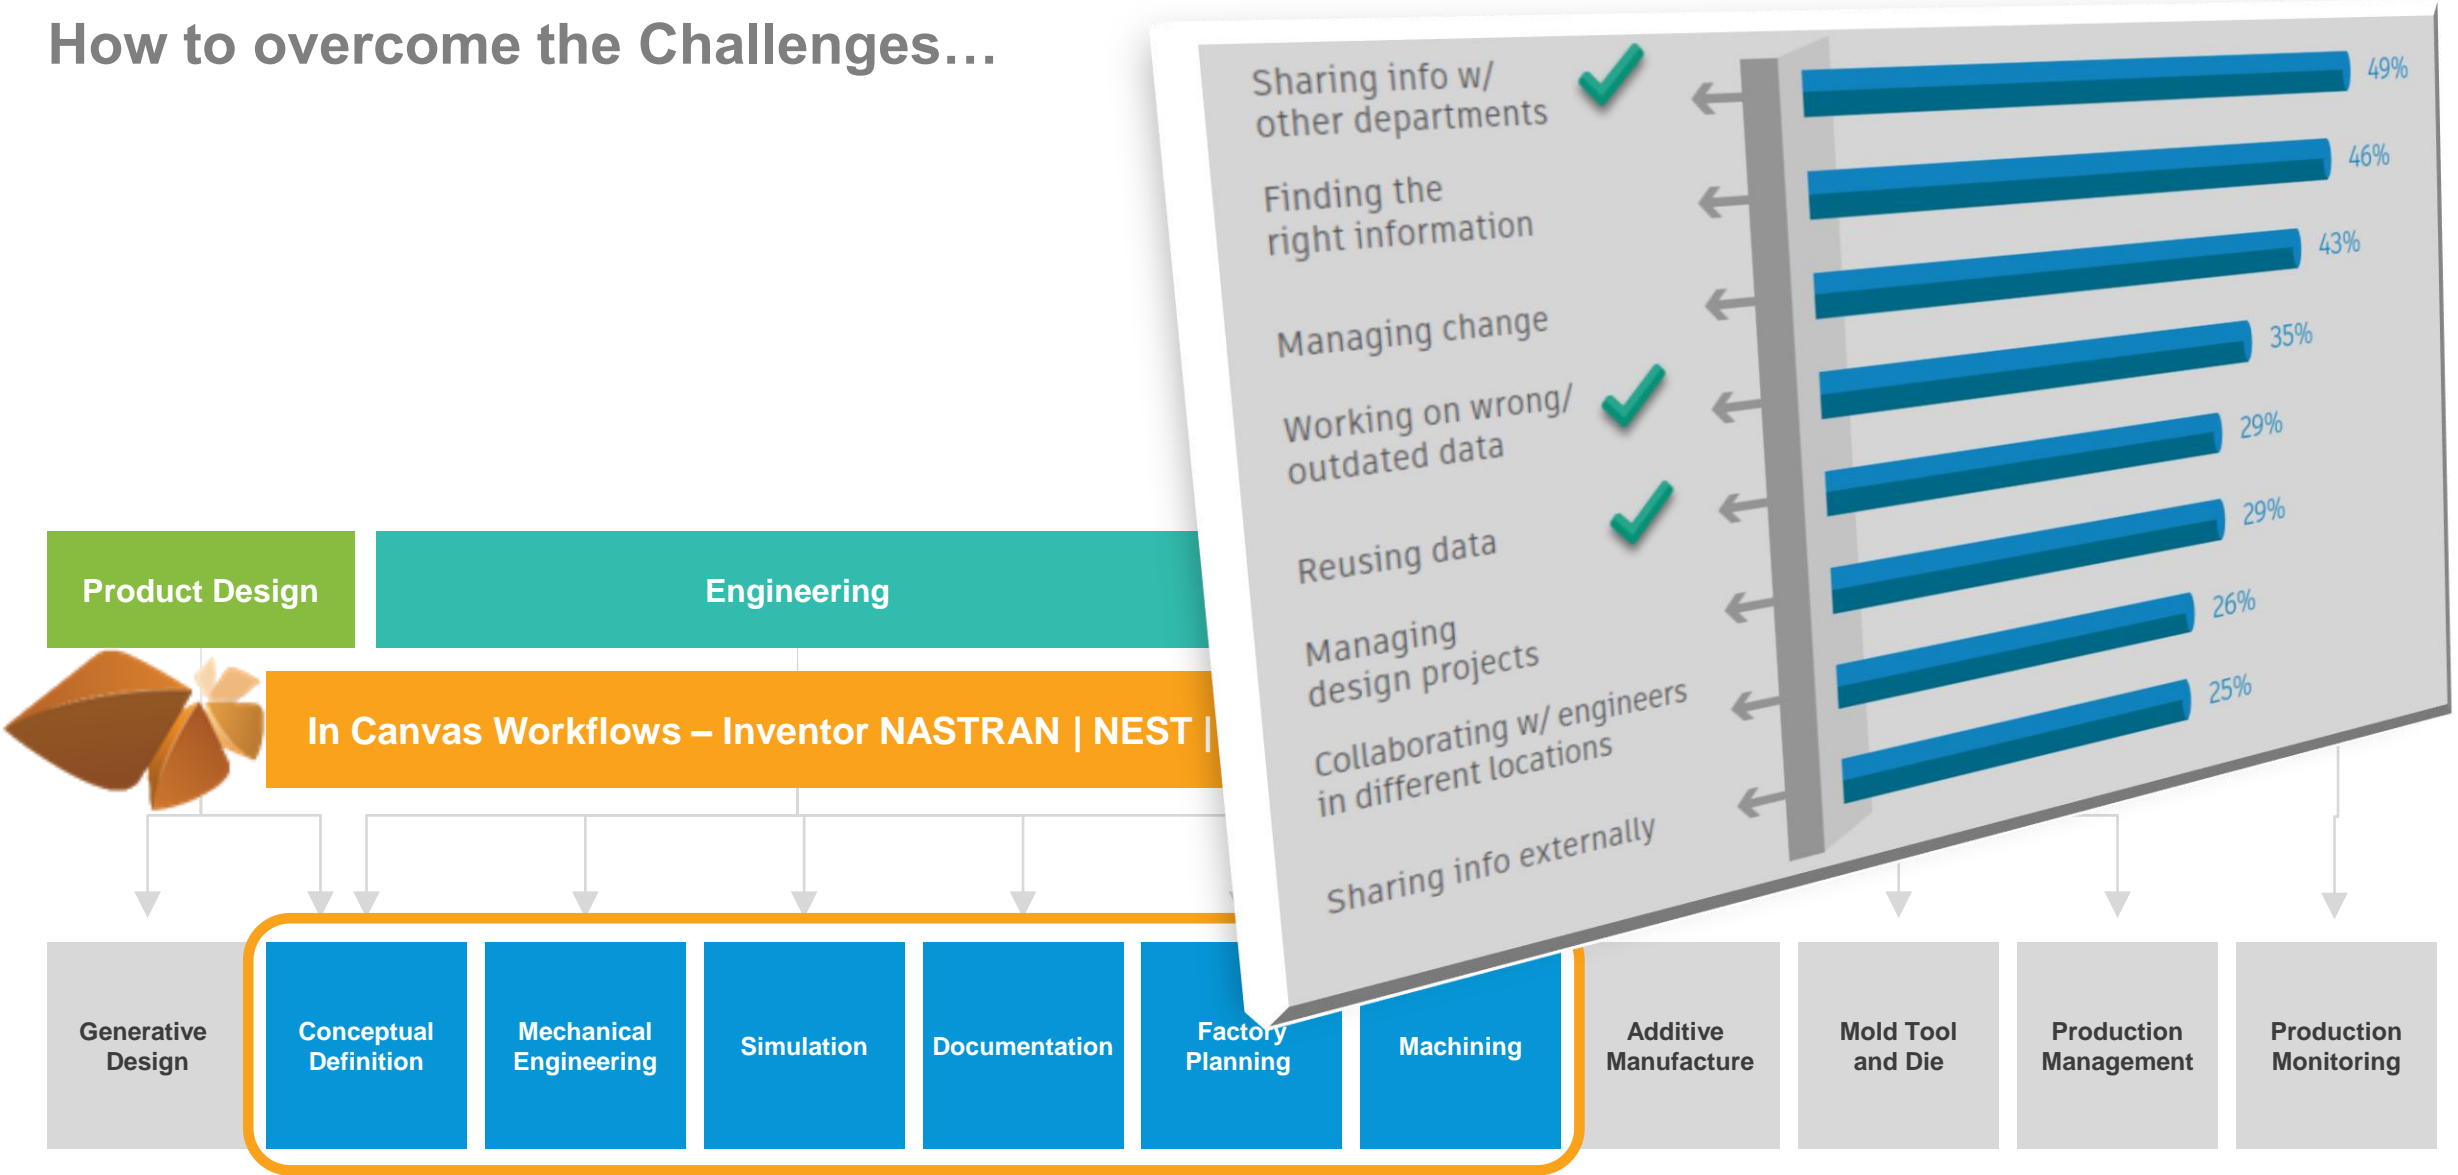 How to overcome the Challenges…
Sharing info w/
other departments
49%
Finding the
right information
46%
Managing change
43%
Working on wrong/
outdated data
35%
Reusing data
29%
Managing
design projects
29%
Collaborating w/ engineers
in different locations
26%
Sharing info externally
25%
Product Design
Engineering
In Canvas Workflows – Inventor NASTRAN | NEST |
Generative
Design
Conceptual
Definition
Mechanical
Engineering
Simulation
Documentation
Factory
Planning
Machining
Additive
Manufacture
Mold Tool
and Die
Production
Management
Production
Monitoring